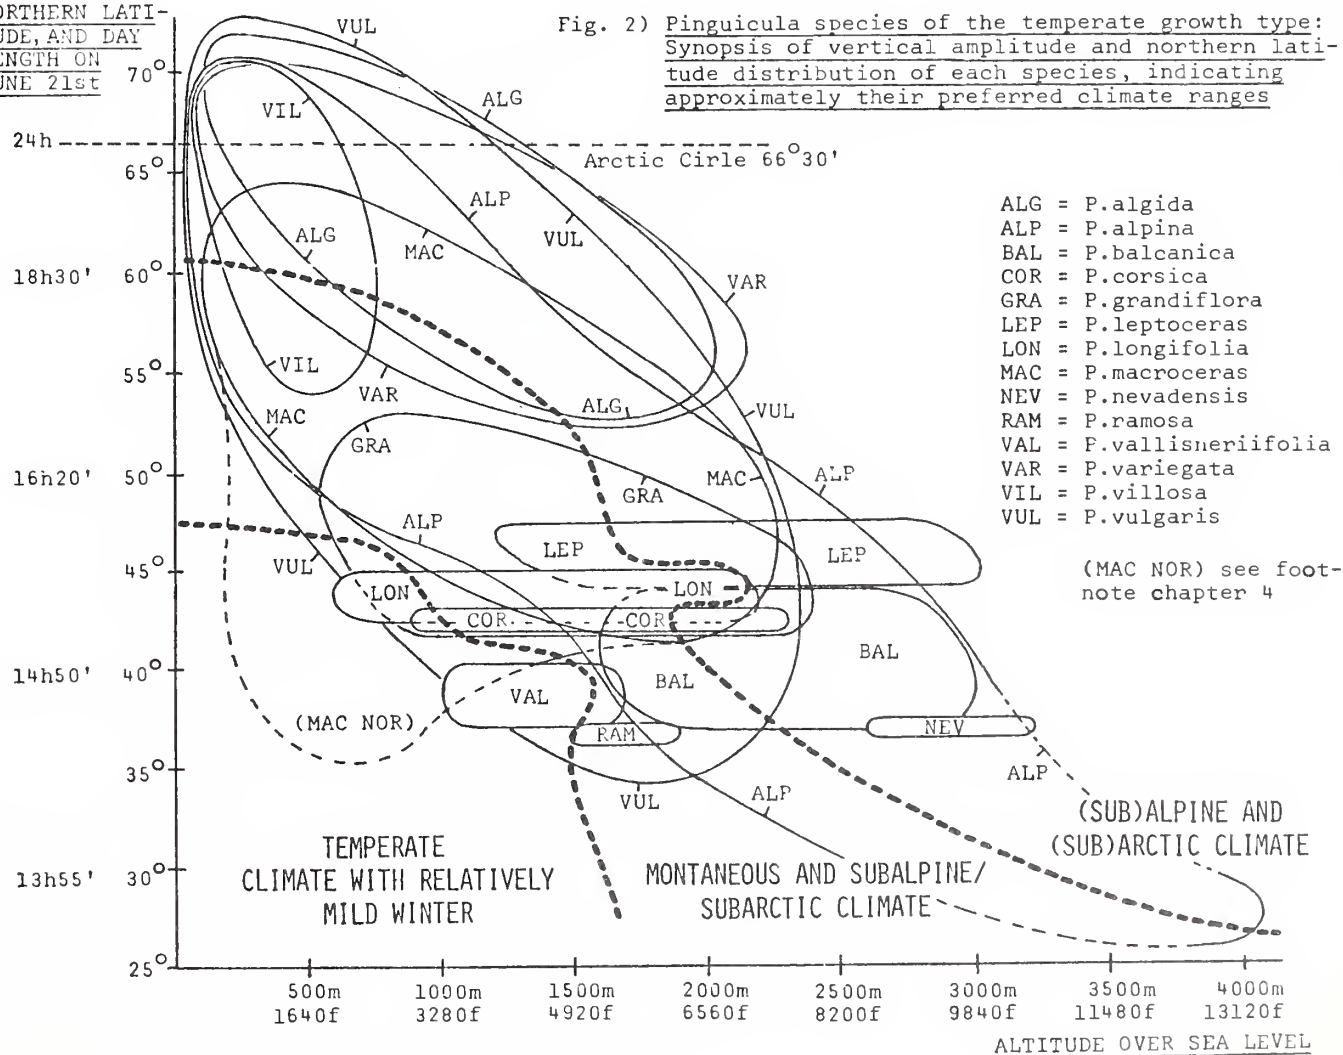 ORTHERN LATI-
UDE, AND DAY
ENGTH ON
UNE 21st
Fig. 2) Pinguicula species of the temperate growth type:
Synopsis of vertical amplitude and northern lati-
tude distribution of each species, indicating
approximately their preferred climate ranges
VUL
70°
VIL
ALG
24h
Arctic Cirle 66°30'
65°
ALP
ALG
MAC
VUL
18h30' 60°
VAR
VIL
55°
VAR
MAC
ALG
VUL
GRA
16h20' 50°
GRA
MAC
ALP
ALP
LEP
LEP
VUL
45°
LON
LON
COR
COR
BAL
14h50' 40°
VAL
BAL
(MAC NOR)
RAM
NEV
35°
ALP
VUL
ALP
ALG = P.algida
ALP = P.alpina
BAL = P.balcanica
COR = P.corsica
GRA = P.grandiflora
LEP = P.leptoceras
LON = P.longifolia
MAC = P.macroceras
NEV = P.nevadensis
RAM = P.ramosa
VAL = P.vallisneriifolia
VAR = P.variegata
VIL = P.villosa
VUL = P.vulgaris
(MAC NOR) see foot-
note chapter 4
TEMPERATE
CLIMATE WITH RELATIVELY
MILD WINTER
MONTANEOUS AND SUBALPINE/
SUBARCTIC CLIMATE
(SUB)ALPINE AND
(SUB)ARCTIC CLIMATE
13h55' 30°
25°
500m 1000m 1500m 2000m 2500m 3000m 3500m 4000m
1640f 3280f 4920f 6560f 8200f 9840f 11480f 13120f
ALTITUDE OVER SEA LEVEL